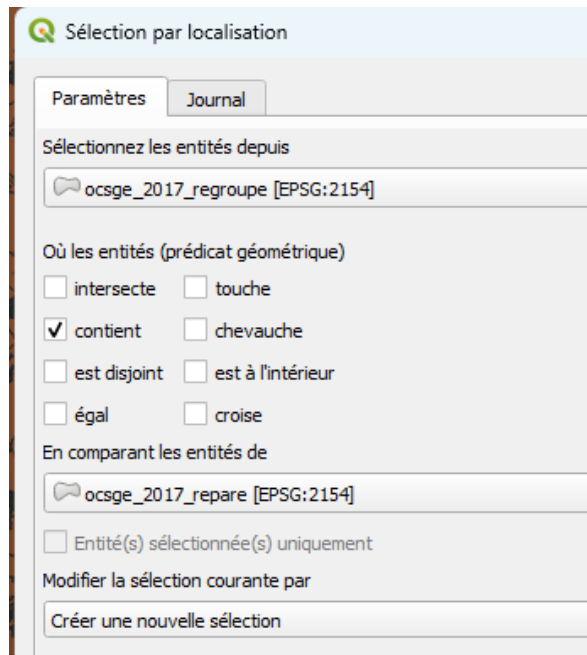 Sélection par localisation
Paramètres Journal
Sélectionnez les entités depuis
ocsge_2017_regroupe [EPSG:2154]
Où les entités (prédicat géométrique)
intersecte touche
contient chevauche
est disjoint est à l'intérieur
égal croise
En comparant les entités de
ocsge_2017_repare [EPSG:2154]
Entité(s) sélectionnée(s) uniquement
Modifier la sélection courante par
Créer une nouvelle sélection